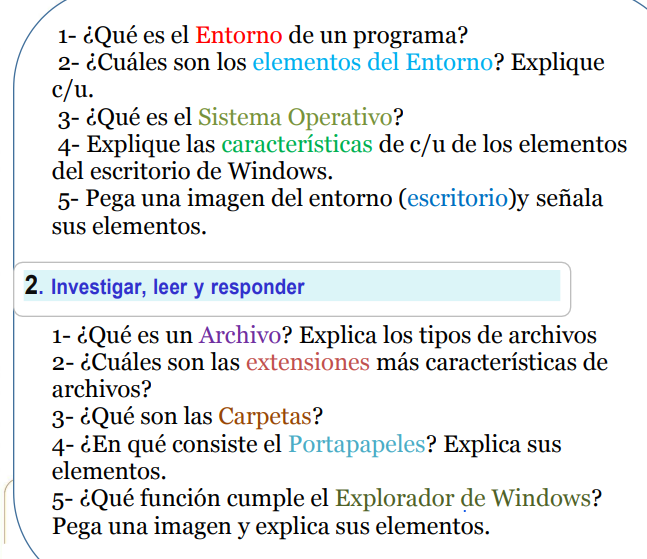 1- ¿Qué es el Entorno de un programa?
2- ¿Cuáles son los elementos del Entorno? Explique
c/u.
3- ¿Qué es el Sistema Operativo?
4- Explique las características de c/u de los elementos
del escritorio de Windows.
5- Pega una imagen del entorno (escritorio)y señala
sus elementos.
2. Investigar, leer y responder
1- ¿Qué es un Archivo? Explica los tipos de archivos
2- ¿Cuáles son las extensiones más características de
archivos?
3- ¿Qué son las Carpetas?
4- ¿En qué consiste el Portapapeles? Explica sus
elementos.
5- ¿Qué función cumple el Explorador de Windows?
Pega una imagen y explica sus elementos.